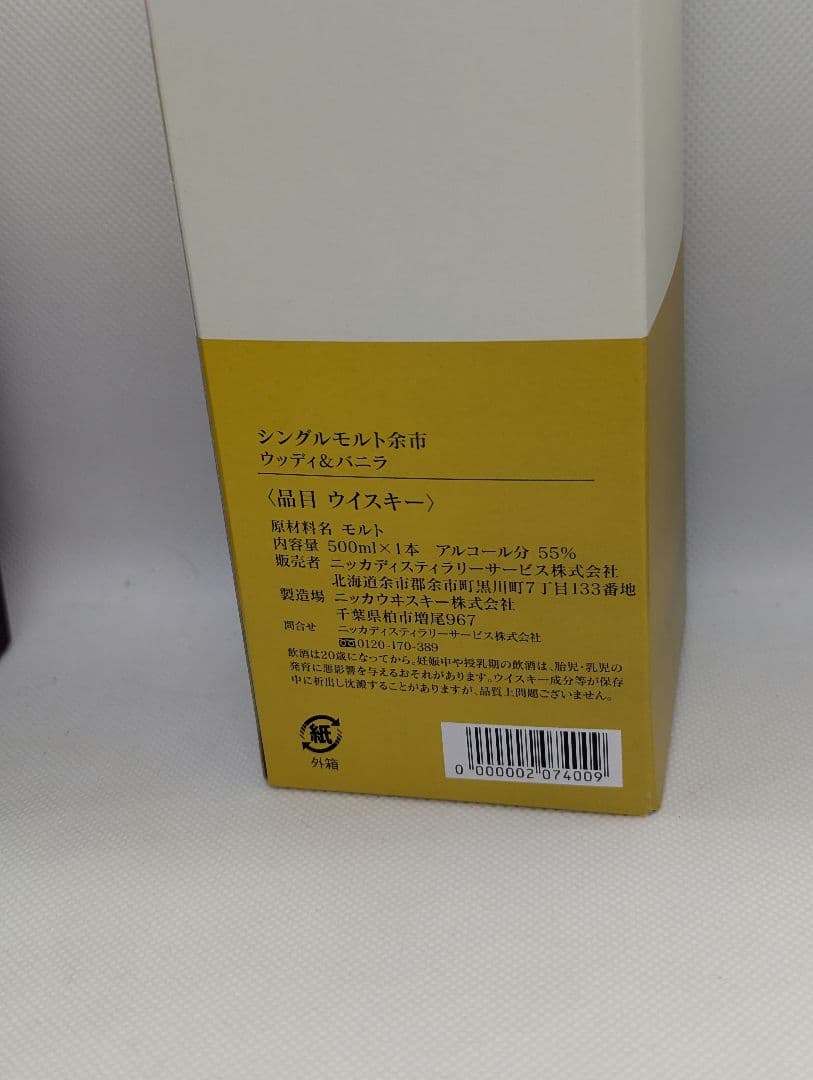 シングルモルト余市
ウッディ&バニラ
〈品目 ウイスキー〉
原材料名 モルト
内容量 500ml×1本 アルコール分 55%
販売者 ニッカディスティラリーサービス株式会社
北海道余市郡余市町黒川町7丁目133番地
製造場 ニッカウヰスキー株式会社
千葉県柏市増尾967
問合せ ニッカディスティラリーサービス株式会社
0120-170-389
飲酒は20歳になってから。妊娠中や授乳期の飲酒は、胎児・乳児の
発育に悪影響を与えるおそれがあります。ウイスキー成分等が保存
中に析出し沈澱することがありますが、品質上問題ございません。
紙
外箱
0 000002 074009